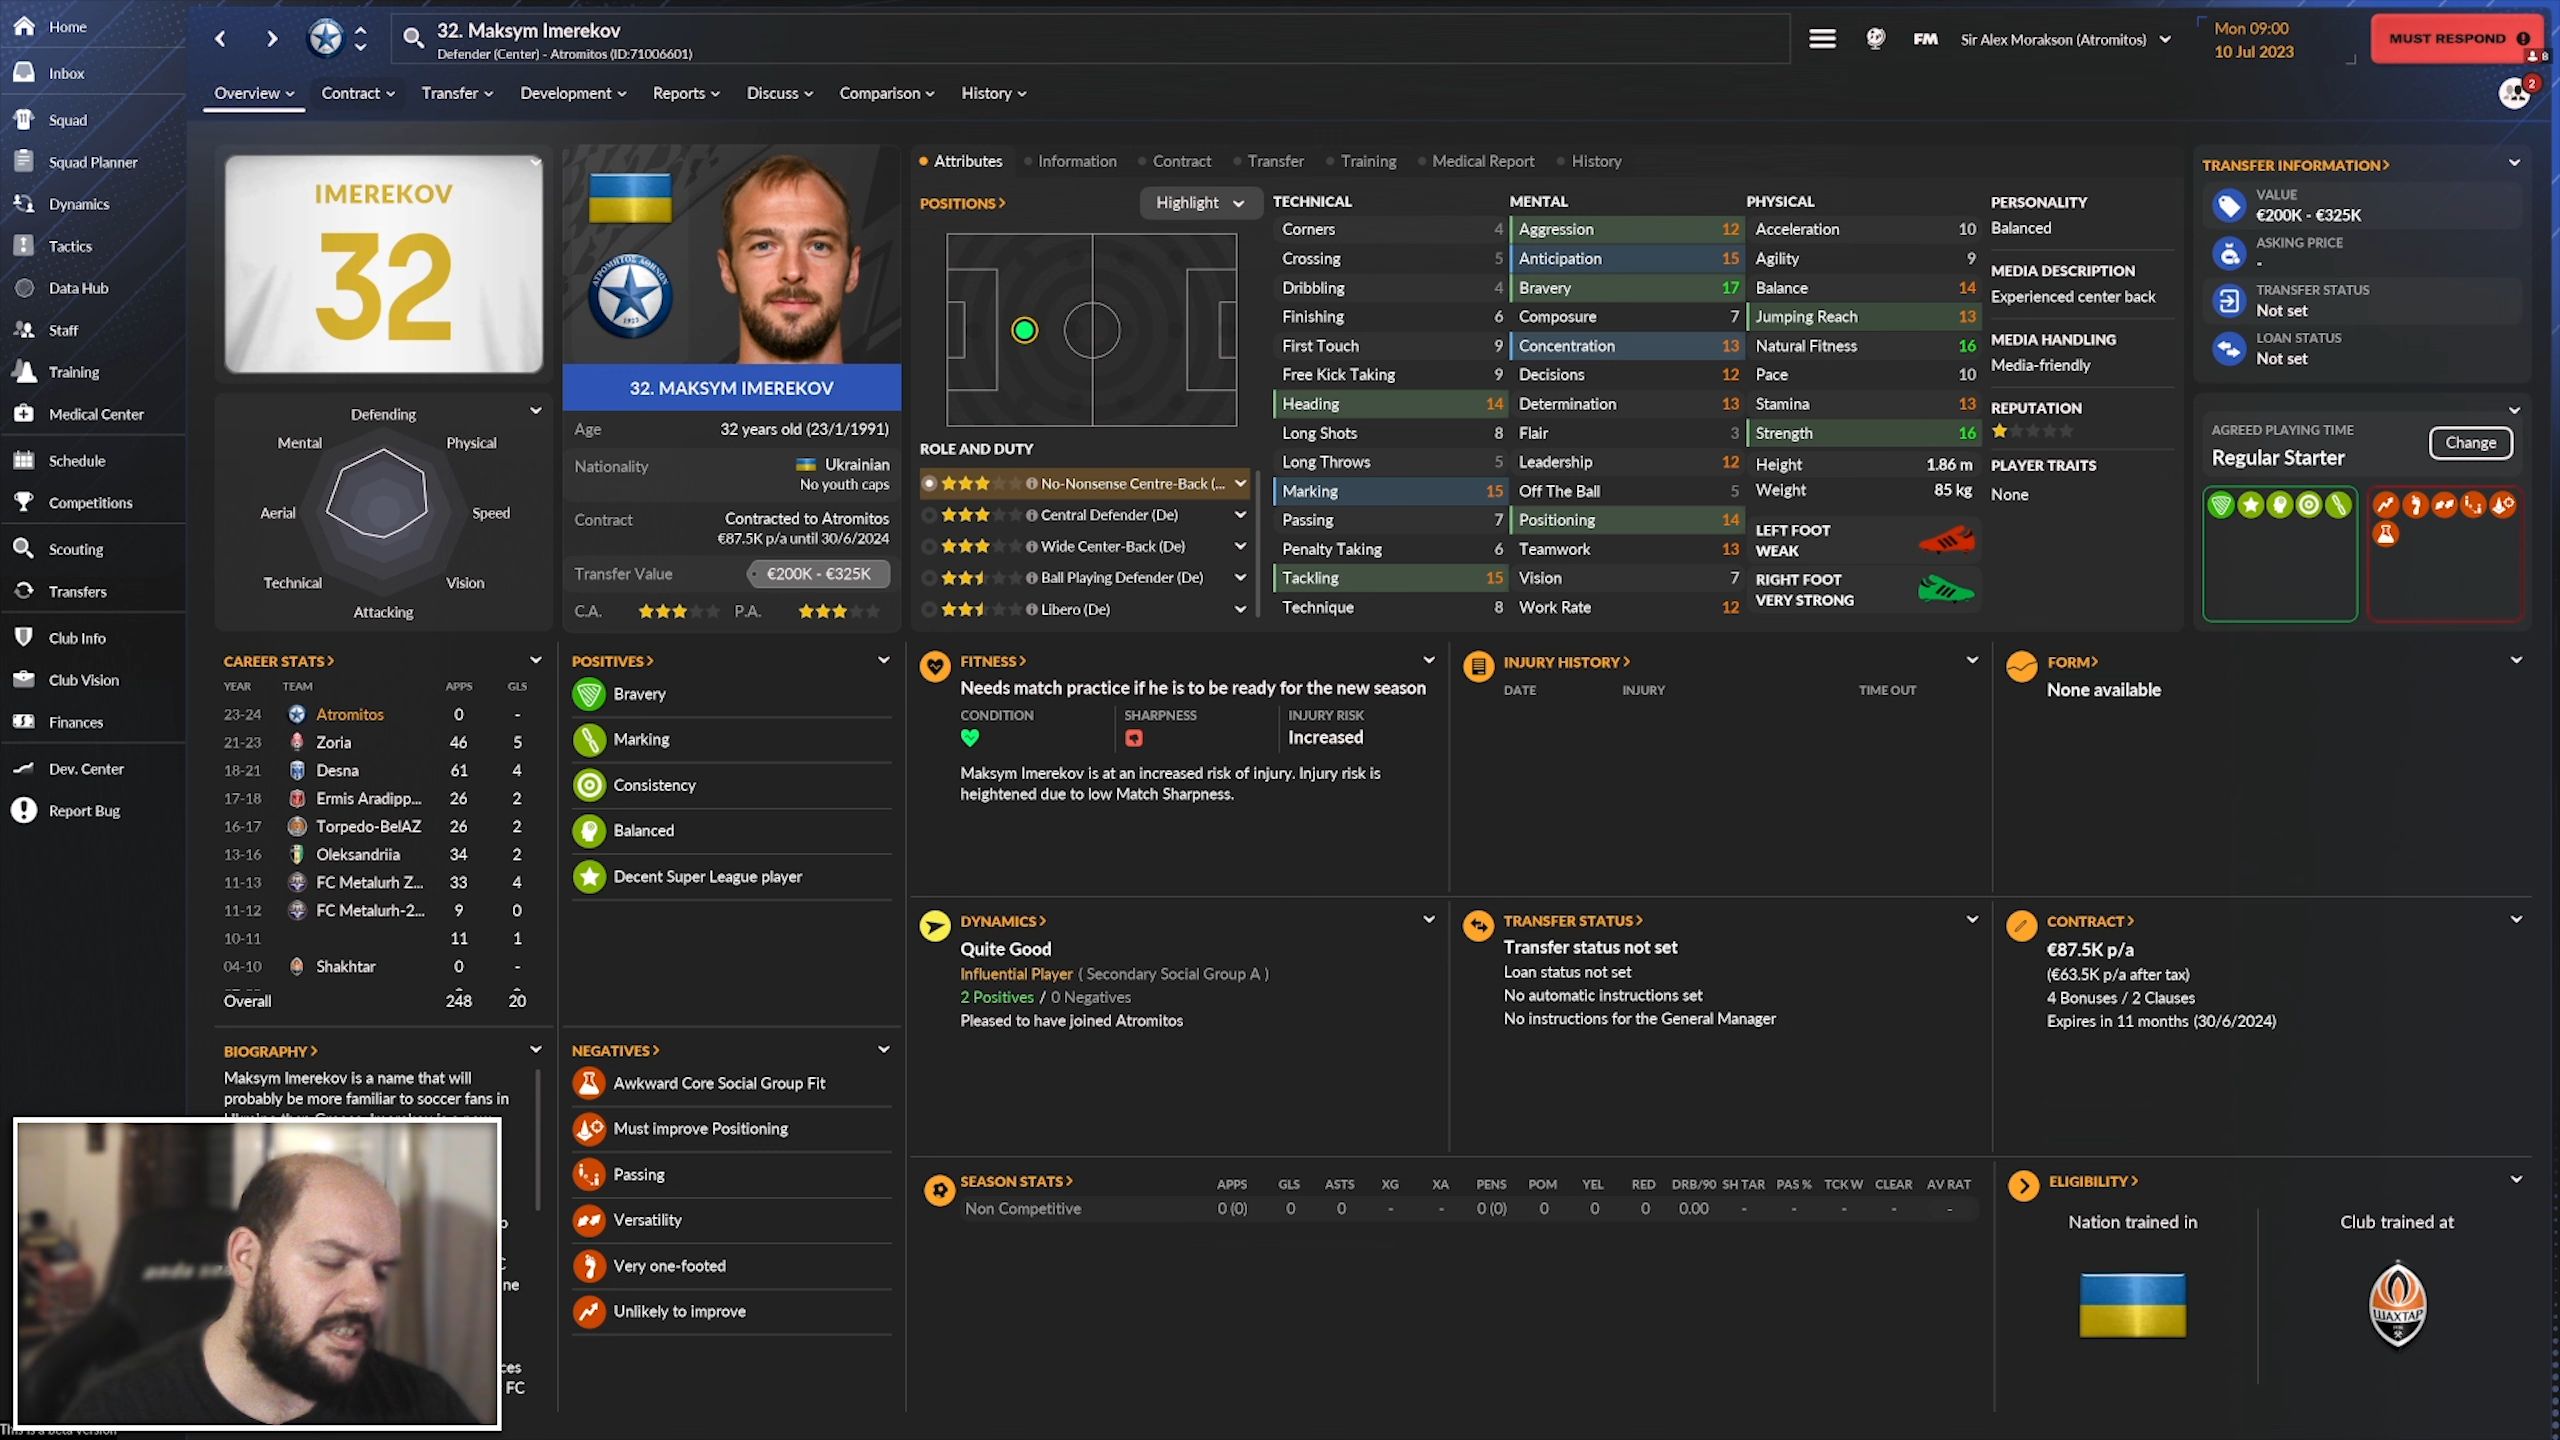 Home
Inbox
Squad
Squad Planner
Dynamics
Tactics
Data Hub
Staff
Training
Medical Center
Schedule
Competitions
Scouting
Transfers
Club Info
Club Vision
Finances
Dev. Center
Report Bug
32. Maksym Imerekov
Defender (Center) - Atromitos (ID:71006601)
FM
Sir Alex Morakson (Atromitos)
Mon 09:00
10 Jul 2023
MUST RESPOND
8
2
Overview Contract Transfer Development Reports Discuss Comparison History
IMEREKOV
32
Defending
Physical
Speed
Vision
Attacking
Technical
Aerial
Mental
ΑΤΡΟΜΗΤΟΣ ΑΘΗΝΩΝ
1923
32. MAKSYM IMEREKOV
Age 32 years old (23/1/1991)
Nationality Ukrainian
No youth caps
Contract Contracted to Atromitos
€87.5K p/a until 30/6/2024
Transfer Value €200K - €325K
C.A. P.A.
Attributes Information Contract Transfer Training Medical Report History
POSITIONS>
Highlight
ROLE AND DUTY
No-Nonsense Centre-Back (...
Central Defender (De)
Wide Center-Back (De)
Ball Playing Defender (De)
Libero (De)
TECHNICAL
Corners 4
Crossing 5
Dribbling 4
Finishing 6
First Touch 9
Free Kick Taking 9
Heading 14
Long Shots 8
Long Throws 5
Marking 15
Passing 7
Penalty Taking 6
Tackling 15
Technique 8
MENTAL
Aggression 12
Anticipation 15
Bravery 17
Composure 7
Concentration 13
Decisions 12
Determination 13
Flair 3
Leadership 12
Off The Ball 5
Positioning 14
Teamwork 13
Vision 7
Work Rate 12
PHYSICAL
Acceleration 10
Agility 9
Balance 14
Jumping Reach 13
Natural Fitness 16
Pace 10
Stamina 13
Strength 16
Height 1.86 m
Weight 85 kg
LEFT FOOT
WEAK
RIGHT FOOT
VERY STRONG
PERSONALITY
Balanced
MEDIA DESCRIPTION
Experienced center back
MEDIA HANDLING
Media-friendly
REPUTATION
PLAYER TRAITS
None
TRANSFER INFORMATION>
VALUE
€200K - €325K
ASKING PRICE
-
TRANSFER STATUS
Not set
LOAN STATUS
Not set
AGREED PLAYING TIME
Regular Starter
Change
CAREER STATS>
YEAR TEAM APPS GLS
23-24 Atromitos 0 -
21-23 Zoria 46 5
18-21 Desna 61 4
17-18 Ermis Aradipp... 26 2
16-17 Torpedo-BelAZ 26 2
13-16 Oleksandriia 34 2
11-13 FC Metalurh Z... 33 4
11-12 FC Metalurh-2... 9 0
10-11 11 1
04-10 Shakhtar 0 -
Overall 248 20
BIOGRAPHY>
Maksym Imerekov is a name that will
probably be more familiar to soccer fans in
ne
ces
FC
POSITIVES>
Bravery
Marking
Consistency
Balanced
Decent Super League player
NEGATIVES>
Awkward Core Social Group Fit
Must improve Positioning
Passing
Versatility
Very one-footed
Unlikely to improve
FITNESS>
Needs match practice if he is to be ready for the new season
CONDITION SHARPNESS INJURY RISK
Increased
Maksym Imerekov is at an increased risk of injury. Injury risk is
heightened due to low Match Sharpness.
INJURY HISTORY>
DATE INJURY TIME OUT
FORM>
None available
DYNAMICS>
Quite Good
Influential Player ( Secondary Social Group A )
2 Positives / 0 Negatives
Pleased to have joined Atromitos
TRANSFER STATUS>
Transfer status not set
Loan status not set
No automatic instructions set
No instructions for the General Manager
CONTRACT>
€87.5K p/a
(€63.5K p/a after tax)
4 Bonuses / 2 Clauses
Expires in 11 months (30/6/2024)
SEASON STATS>
APPS GLS ASTS XG XA PENS POM YEL RED DRB/90 SH TAR PAS % TCK W CLEAR AV RAT
Non Competitive 0 (0) 0 0 - - 0 (0) 0 0 0 0.00 - - - - -
ELIGIBILITY>
Nation trained in
Club trained at
ШАХТАР